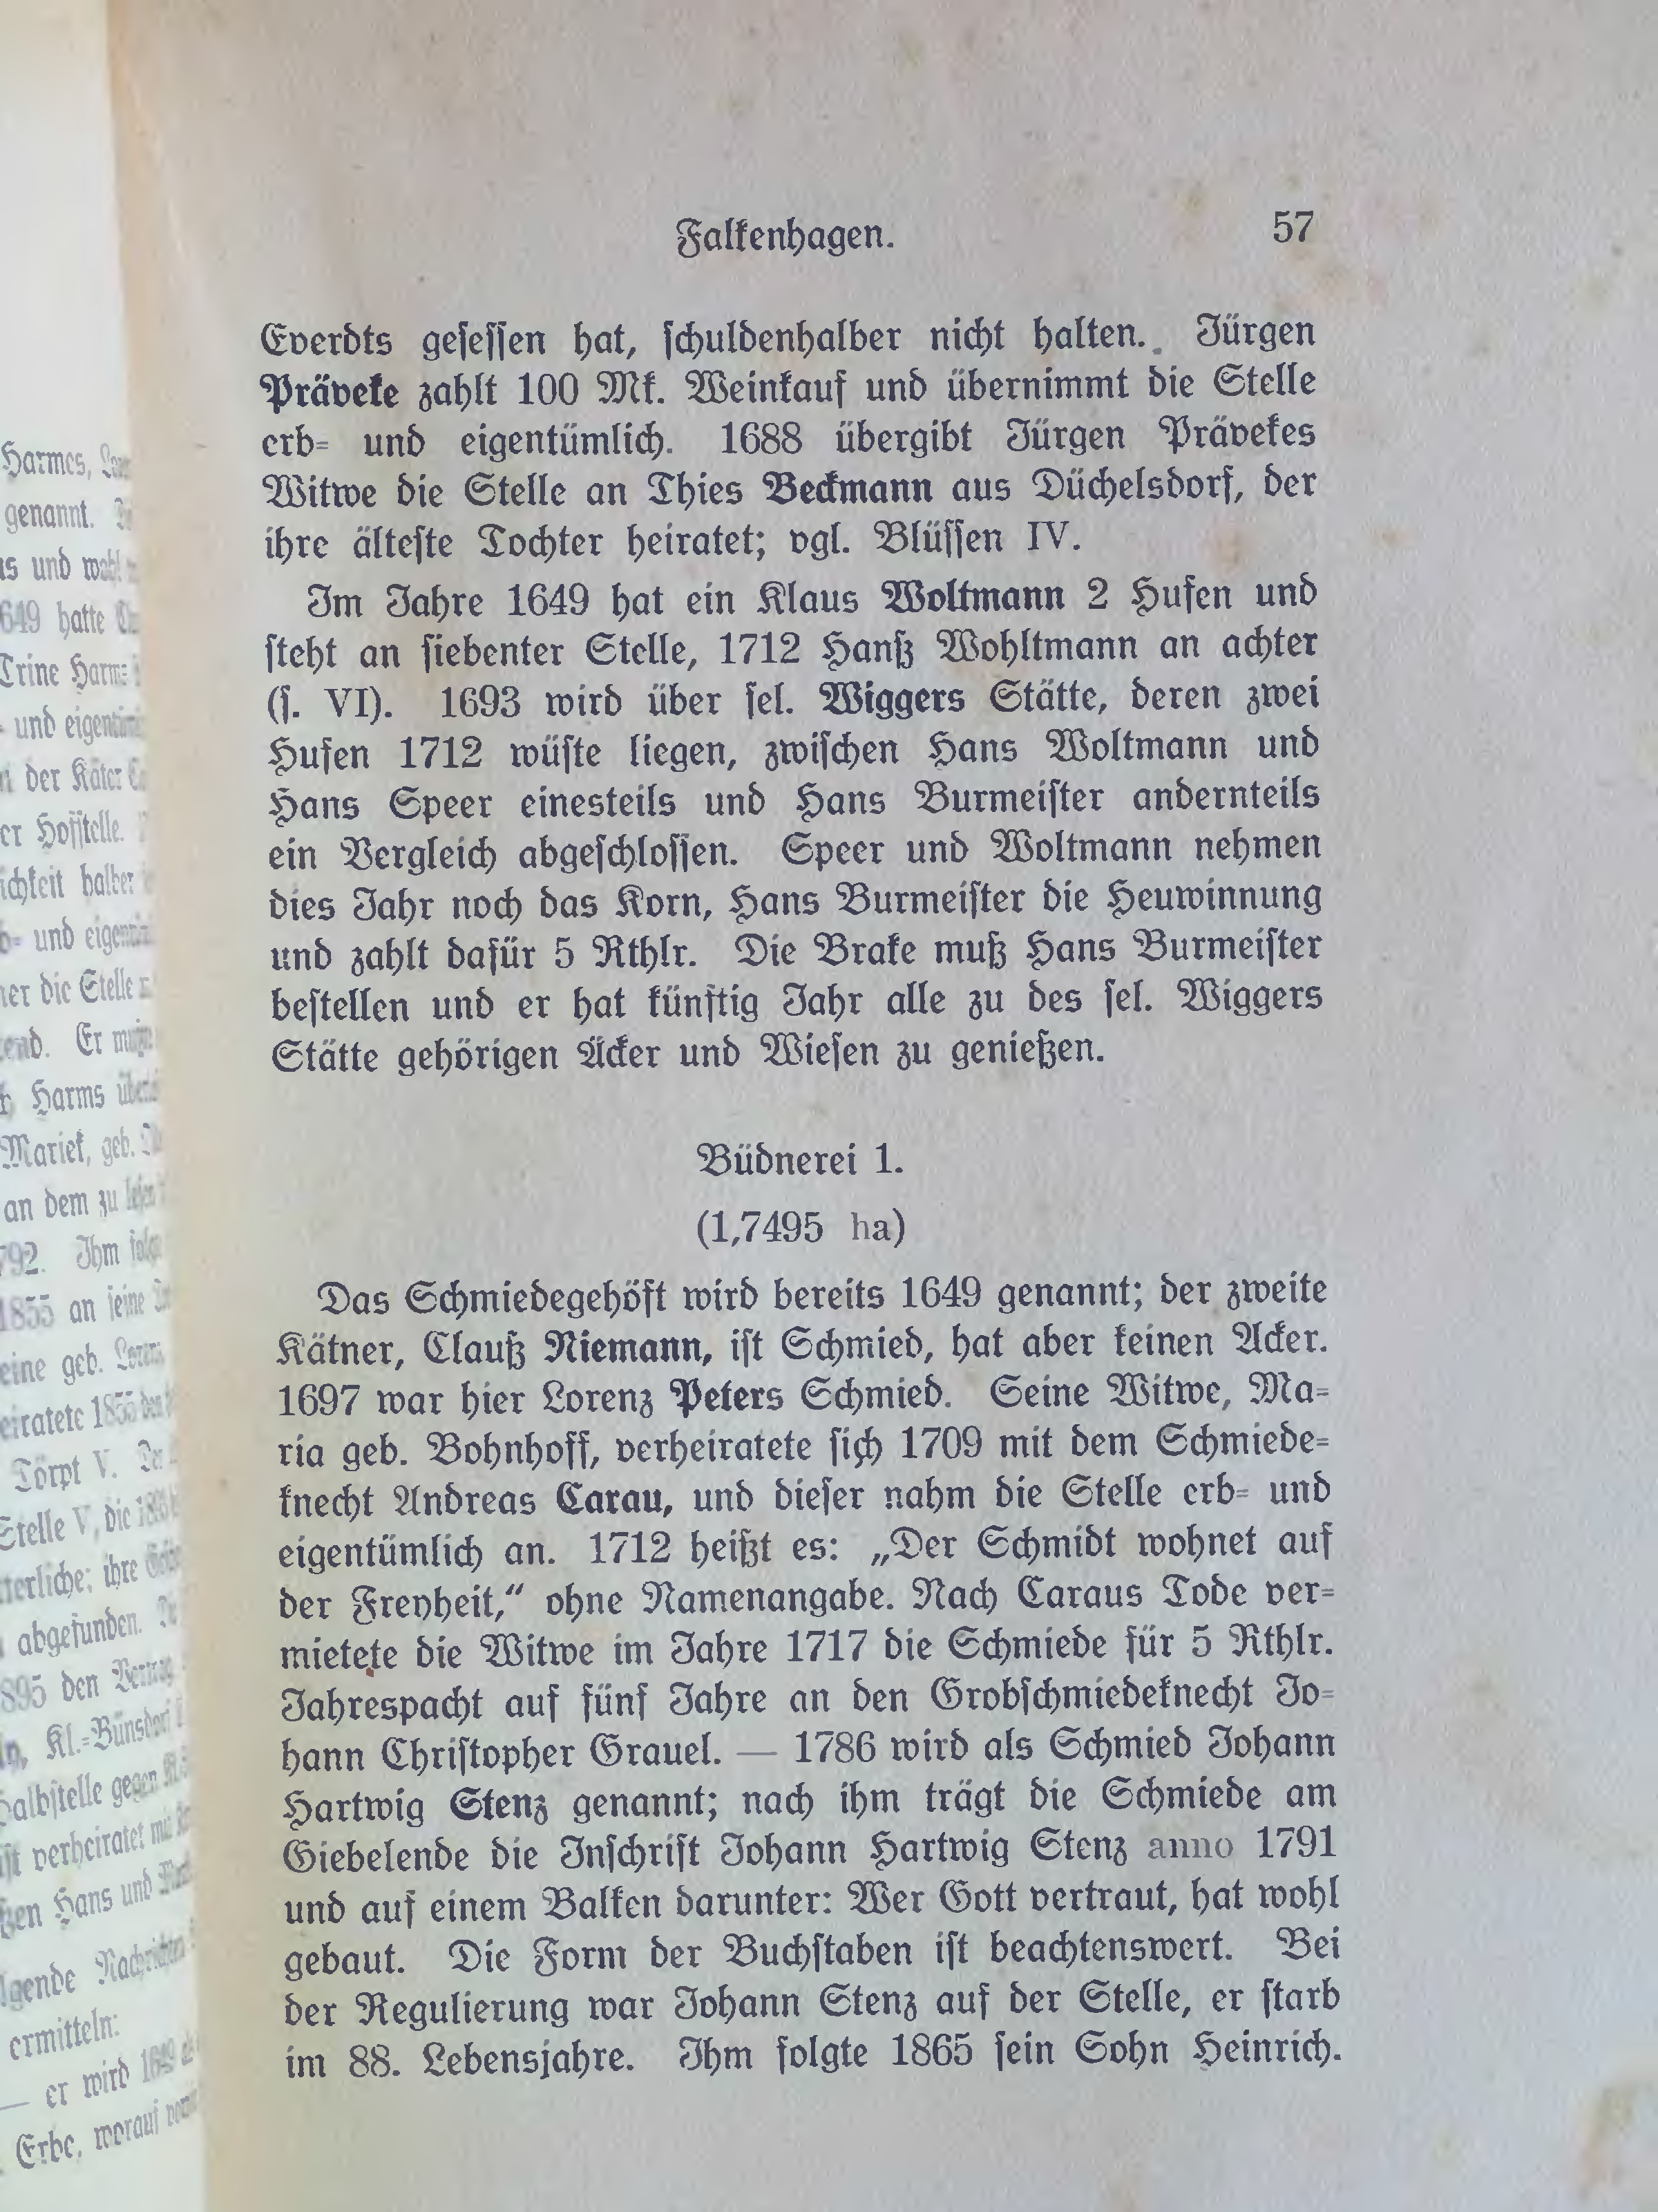 Falkenhagen.
57
Everdts gesessen hat, schuldenhalber nicht halten. Jürgen
Präveke zahlt 100 Mk. Weinkauf und übernimmt die Stelle
erb= und eigentümlich. 1688 übergibt Jürgen Prävekes
Witwe die Stelle an Thies Beckmann aus Düchelsdorf, der
ihre älteste Tochter heiratet; vgl. Blüssen IV.
Im Jahre 1649 hat ein Klaus Woltmann 2 Hufen und
steht an siebenter Stelle, 1712 Hanß Wohltmann an achter
(s. VI). 1693 wird über sel. Wiggers Stätte, deren zwei
Hufen 1712 wüste liegen, zwischen Hans Woltmann und
Hans Speer einesteils und Hans Burmeister andernteils
ein Vergleich abgeschlossen. Speer und Woltmann nehmen
dies Jahr noch das Korn, Hans Burmeister die Heuwinnung
und zahlt dafür 5 Rthlr. Die Brake muß Hans Burmeister
bestellen und er hat künftig Jahr alle zu des sel. Wiggers
Stätte gehörigen Äcker und Wiesen zu genießen.
Büdnerei 1.
(1,7495 ha)
Das Schmiedegehöft wird bereits 1649 genannt; der zweite
Kätner, Clauß Niemann, ist Schmied, hat aber keinen Acker.
1697 war hier Lorenz Peters Schmied. Seine Witwe, Ma=
ria geb. Bohnhoff, verheiratete sich 1709 mit dem Schmiede=
knecht Andreas Carau, und dieser nahm die Stelle erb= und
eigentümlich an. 1712 heißt es: „Der Schmidt wohnet auf
der Freyheit,“ ohne Namenangabe. Nach Caraus Tode ver=
mietete die Witwe im Jahre 1717 die Schmiede für 5 Rthlr.
Jahrespacht auf fünf Jahre an den Grobschmiedeknecht Jo=
hann Christopher Grauel. — 1786 wird als Schmied Johann
Hartwig Stenz genannt; nach ihm trägt die Schmiede am
Giebelende die Inschrift Johann Hartwig Stenz anno 1791
und auf einem Balken darunter: Wer Gott vertraut, hat wohl
gebaut. Die Form der Buchstaben ist beachtenswert. Bei
der Regulierung war Johann Stenz auf der Stelle, er starb
im 88. Lebensjahre. Ihm folgte 1865 sein Sohn Heinrich.